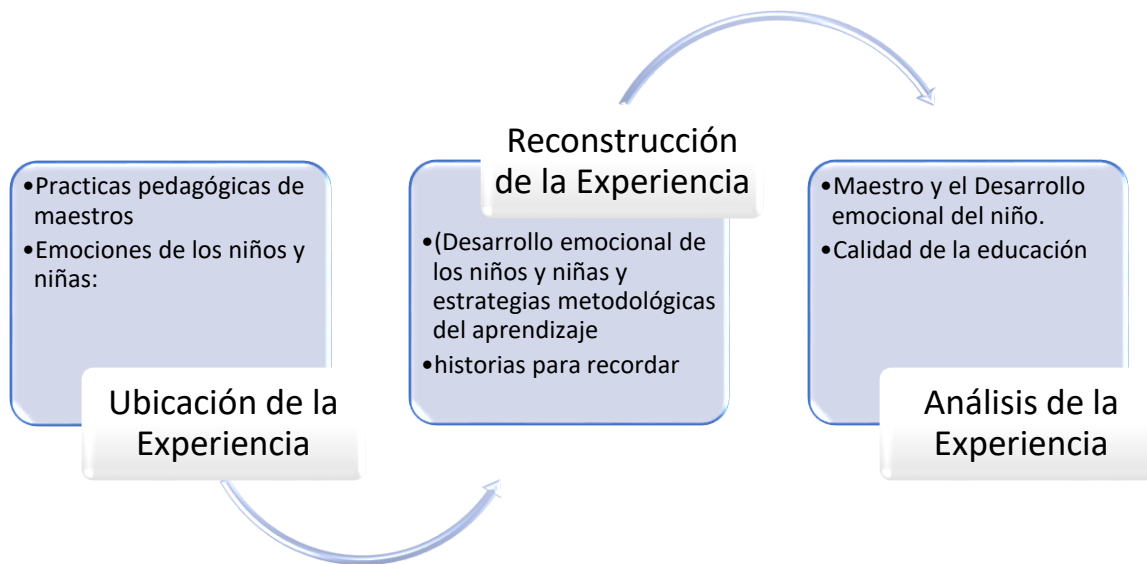 •Practicas pedagógicas de
maestros
•Emociones de los niños y
niñas:
Ubicación de la
Experiencia
Reconstrucción
de la Experiencia
•(Desarrollo emocional de
los niños y niñas y
estrategias metodológicas
del aprendizaje
•historias para recordar
•Maestro y el Desarrollo
emocional del niño.
•Calidad de la educación
Análisis de la
Experiencia